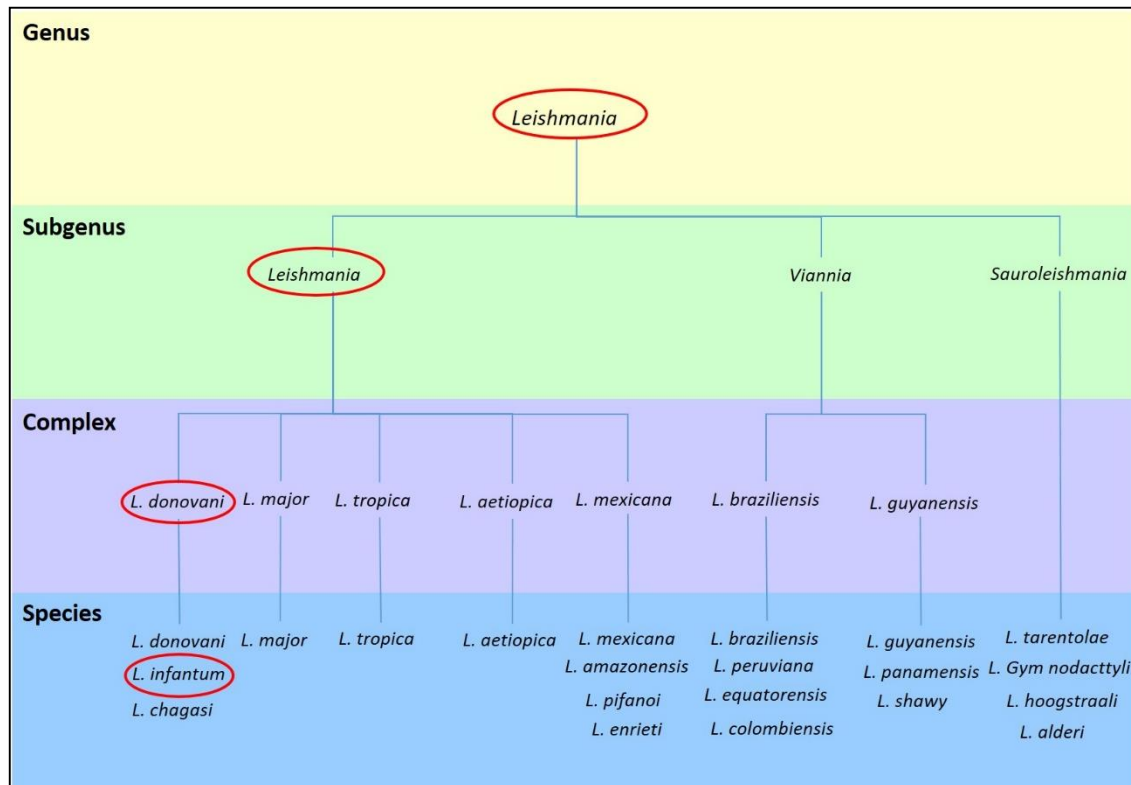 Genus
Leishmania
Subgenus
Leishmania
Viannia
Sauroleishmania
Complex
L. donovani
L. major
L. tropica
L. aetiopica
L. mexicana
L. braziliensis
L. guyanensis
Species
L. donovani
L. infantum
L. chagasi
L. major
L. tropica
L. aetiopica
L. mexicana
L. amazonensis
L. pifanoi
L. enrieti
L. braziliensis
L. peruviana
L. equatorensis
L. colombiensis
L. guyanensis
L. panamensis
L. shawy
L. tarentolae
L. Gym nodacttyli
L. hoogstraali
L. alderi